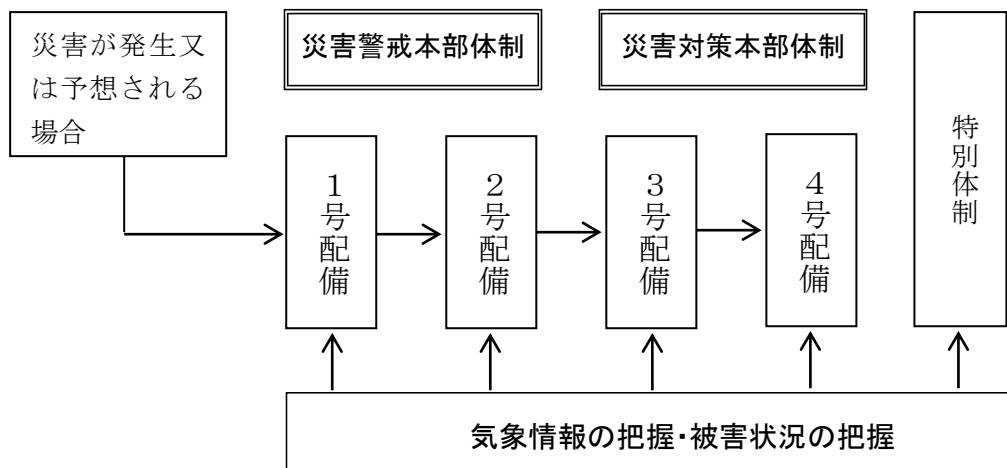 災害が発生又
は予想される
場合
災害警戒本部体制
災害対策本部体制
１号配備
２号配備
３号配備
４号配備
特別体制
気象情報の把握・被害状況の把握